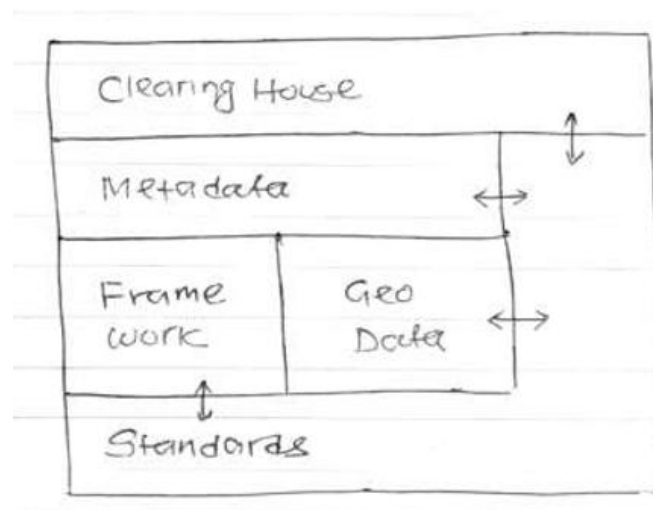 Clearing House
Metadata
Frame
work
Geo
Data
Standards